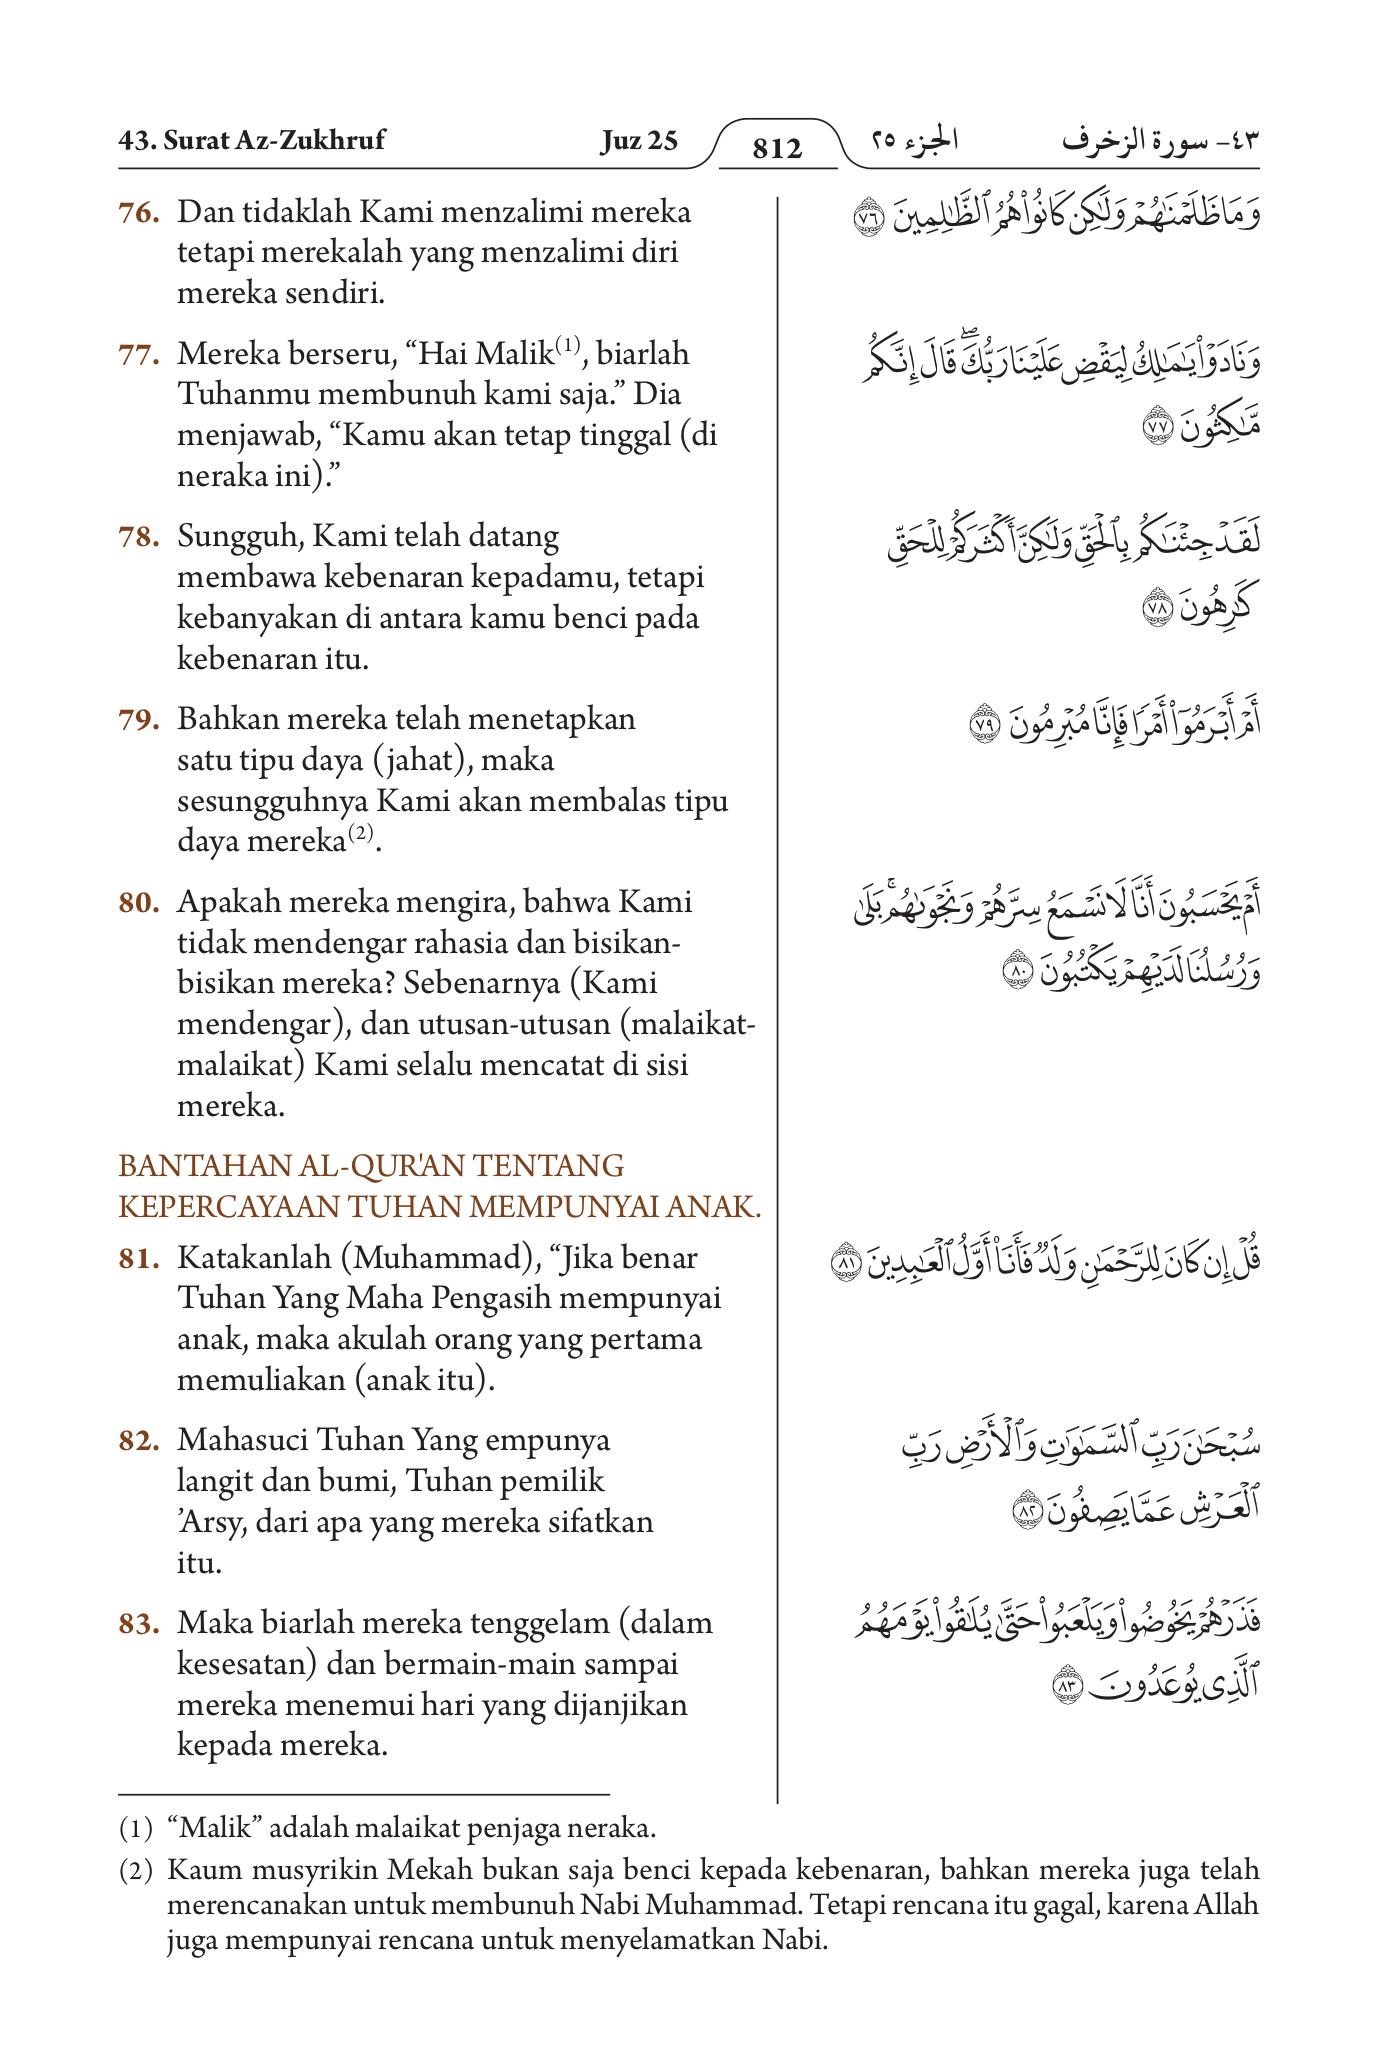 43. Surat Az-Zukhruf Juz 25 812 الجزء ٢٥ ٤٣- سورة الزخرف
76. Dan tidaklah Kami menzalimi mereka
tetapi merekalah yang menzalimi diri
mereka sendiri.
وَمَا ظَلَمْنَـٰهُمْ وَلَـٰكِن كَانُوا۟ هُمُ ٱلظَّـٰلِمِينَ ٧٦
77. Mereka berseru, “Hai Malik(1), biarlah
Tuhanmu membunuh kami saja.” Dia
menjawab, “Kamu akan tetap tinggal (di
neraka ini).”
وَنَادَوْا۟ يَـٰمَـٰلِكُ لِيَقْضِ عَلَيْنَا رَبُّكَ ۖ قَالَ إِنَّكُم
مَّـٰكِثُونَ ٧٧
78. Sungguh, Kami telah datang
membawa kebenaran kepadamu, tetapi
kebanyakan di antara kamu benci pada
kebenaran itu.
لَقَدْ جِئْنَـٰكُم بِٱلْحَقِّ وَلَـٰكِنَّ أَكْثَرَكُمْ لِلْحَقِّ
كَـٰرِهُونَ ٧٨
79. Bahkan mereka telah menetapkan
satu tipu daya (jahat), maka
sesungguhnya Kami akan membalas tipu
daya mereka(2).
أَمْ أَبْرَمُوٓا۟ أَمْرًا فَإِنَّا مُبْرِمُونَ ٧٩
80. Apakah mereka mengira, bahwa Kami
tidak mendengar rahasia dan bisikan-
bisikan mereka? Sebenarnya (Kami
mendengar), dan utusan-utusan (malaikat-
malaikat) Kami selalu mencatat di sisi
mereka.
أَمْ يَحْسَبُونَ أَنَّا لَا نَسْمَعُ سِرَّهُمْ وَنَجْوَىٰهُم ۚ بَلَىٰ
وَرُسُلُنَا لَدَيْهِمْ يَكْتُبُونَ ٨٠
BANTAHAN AL-QUR'AN TENTANG
KEPERCAYAAN TUHAN MEMPUNYAI ANAK.
81. Katakanlah (Muhammad), “Jika benar
Tuhan Yang Maha Pengasih mempunyai
anak, maka akulah orang yang pertama
memuliakan (anak itu).
قُلْ إِن كَانَ لِلرَّحْمَـٰنِ وَلَدٌ فَأَنَا۠ أَوَّلُ ٱلْعَـٰبِدِينَ ٨١
82. Mahasuci Tuhan Yang empunya
langit dan bumi, Tuhan pemilik
’Arsy, dari apa yang mereka sifatkan
itu.
سُبْحَـٰنَ رَبِّ ٱلسَّمَـٰوَٰتِ وَٱلْأَرْضِ رَبِّ
ٱلْعَرْشِ عَمَّا يَصِفُونَ ٨٢
83. Maka biarlah mereka tenggelam (dalam
kesesatan) dan bermain-main sampai
mereka menemui hari yang dijanjikan
kepada mereka.
فَذَرْهُمْ يَخُوضُوا۟ وَيَلْعَبُوا۟ حَتَّىٰ يُلَـٰقُوا۟ يَوْمَهُمُ
ٱلَّذِى يُوعَدُونَ ٨٣
(1) “Malik” adalah malaikat penjaga neraka.
(2) Kaum musyrikin Mekah bukan saja benci kepada kebenaran, bahkan mereka juga telah
merencanakan untuk membunuh Nabi Muhammad. Tetapi rencana itu gagal, karena Allah
juga mempunyai rencana untuk menyelamatkan Nabi.